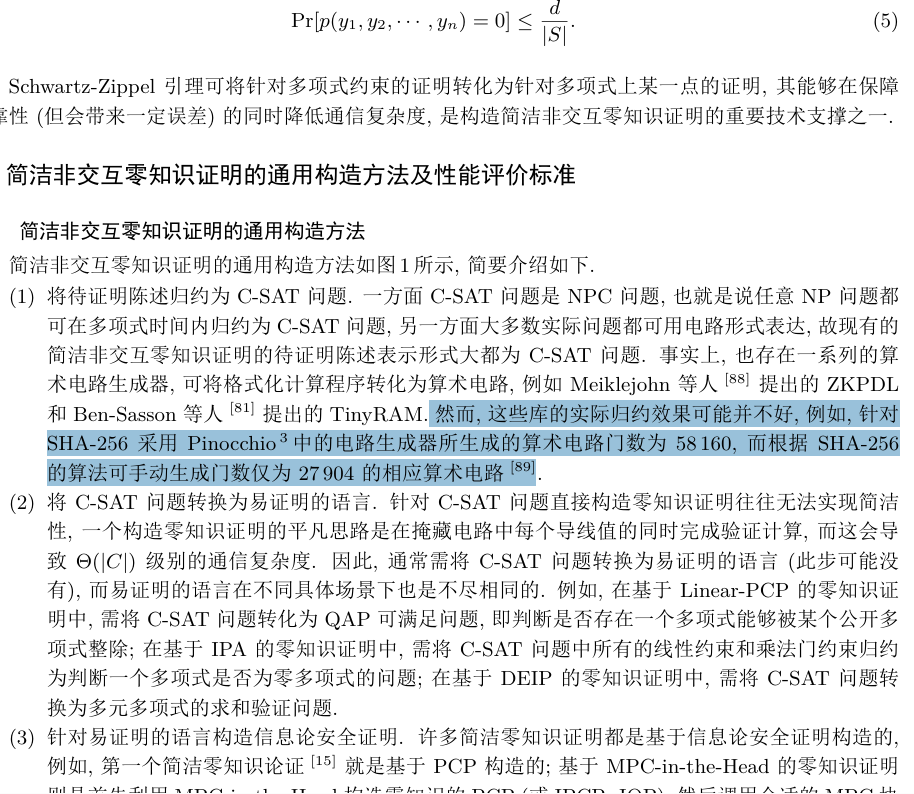 Pr[p(y₁, y₂, · · · , yₙ) = 0] ≤ d/|S|. (5)
Schwartz-Zippel 引理可将针对多项式约束的证明转化为针对多项式上某一点的证明, 其能够在保障
靠性 (但会带来一定误差) 的同时降低通信复杂度, 是构造简洁非交互零知识证明的重要技术支撑之一.
简洁非交互零知识证明的通用构造方法及性能评价标准
简洁非交互零知识证明的通用构造方法
简洁非交互零知识证明的通用构造方法如图 1 所示, 简要介绍如下.
(1) 将待证明陈述归约为 C-SAT 问题. 一方面 C-SAT 问题是 NPC 问题, 也就是说任意 NP 问题都
可在多项式时间内归约为 C-SAT 问题, 另一方面大多数实际问题都可用电路形式表达, 故现有的
简洁非交互零知识证明的待证明陈述表示形式大都为 C-SAT 问题. 事实上, 也存在一系列的算
术电路生成器, 可将格式化计算程序转化为算术电路, 例如 Meiklejohn 等人 [88] 提出的 ZKPDL
和 Ben-Sasson 等人 [81] 提出的 TinyRAM. 然而, 这些库的实际归约效果可能并不好, 例如, 针对
SHA-256 采用 Pinocchio ³ 中的电路生成器所生成的算术电路门数为 58 160, 而根据 SHA-256
的算法可手动生成门数仅为 27 904 的相应算术电路 [89].
(2) 将 C-SAT 问题转换为易证明的语言. 针对 C-SAT 问题直接构造零知识证明往往无法实现简洁
性, 一个构造零知识证明的平凡思路是在掩藏电路中每个导线值的同时完成验证计算, 而这会导
致 Θ(|C|) 级别的通信复杂度. 因此, 通常需将 C-SAT 问题转换为易证明的语言 (此步可能没
有), 而易证明的语言在不同具体场景下也是不尽相同的. 例如, 在基于 Linear-PCP 的零知识证
明中, 需将 C-SAT 问题转化为 QAP 可满足问题, 即判断是否存在一个多项式能够被某个公开多
项式整除; 在基于 IPA 的零知识证明中, 需将 C-SAT 问题中所有的线性约束和乘法门约束归约
为判断一个多项式是否为零多项式的问题; 在基于 DEIP 的零知识证明中, 需将 C-SAT 问题转
换为多元多项式的求和验证问题.
(3) 针对易证明的语言构造信息论安全证明. 许多简洁零知识证明都是基于信息论安全证明构造的,
例如, 第一个简洁零知识论证 [15] 就是基于 PCP 构造的; 基于 MPC-in-the-Head 的零知识证明
则是首先利用 MPC-in-the-Head 构造零知识的 PCP (或 IPCP, IOP), 然后调用合适的 MPC 协